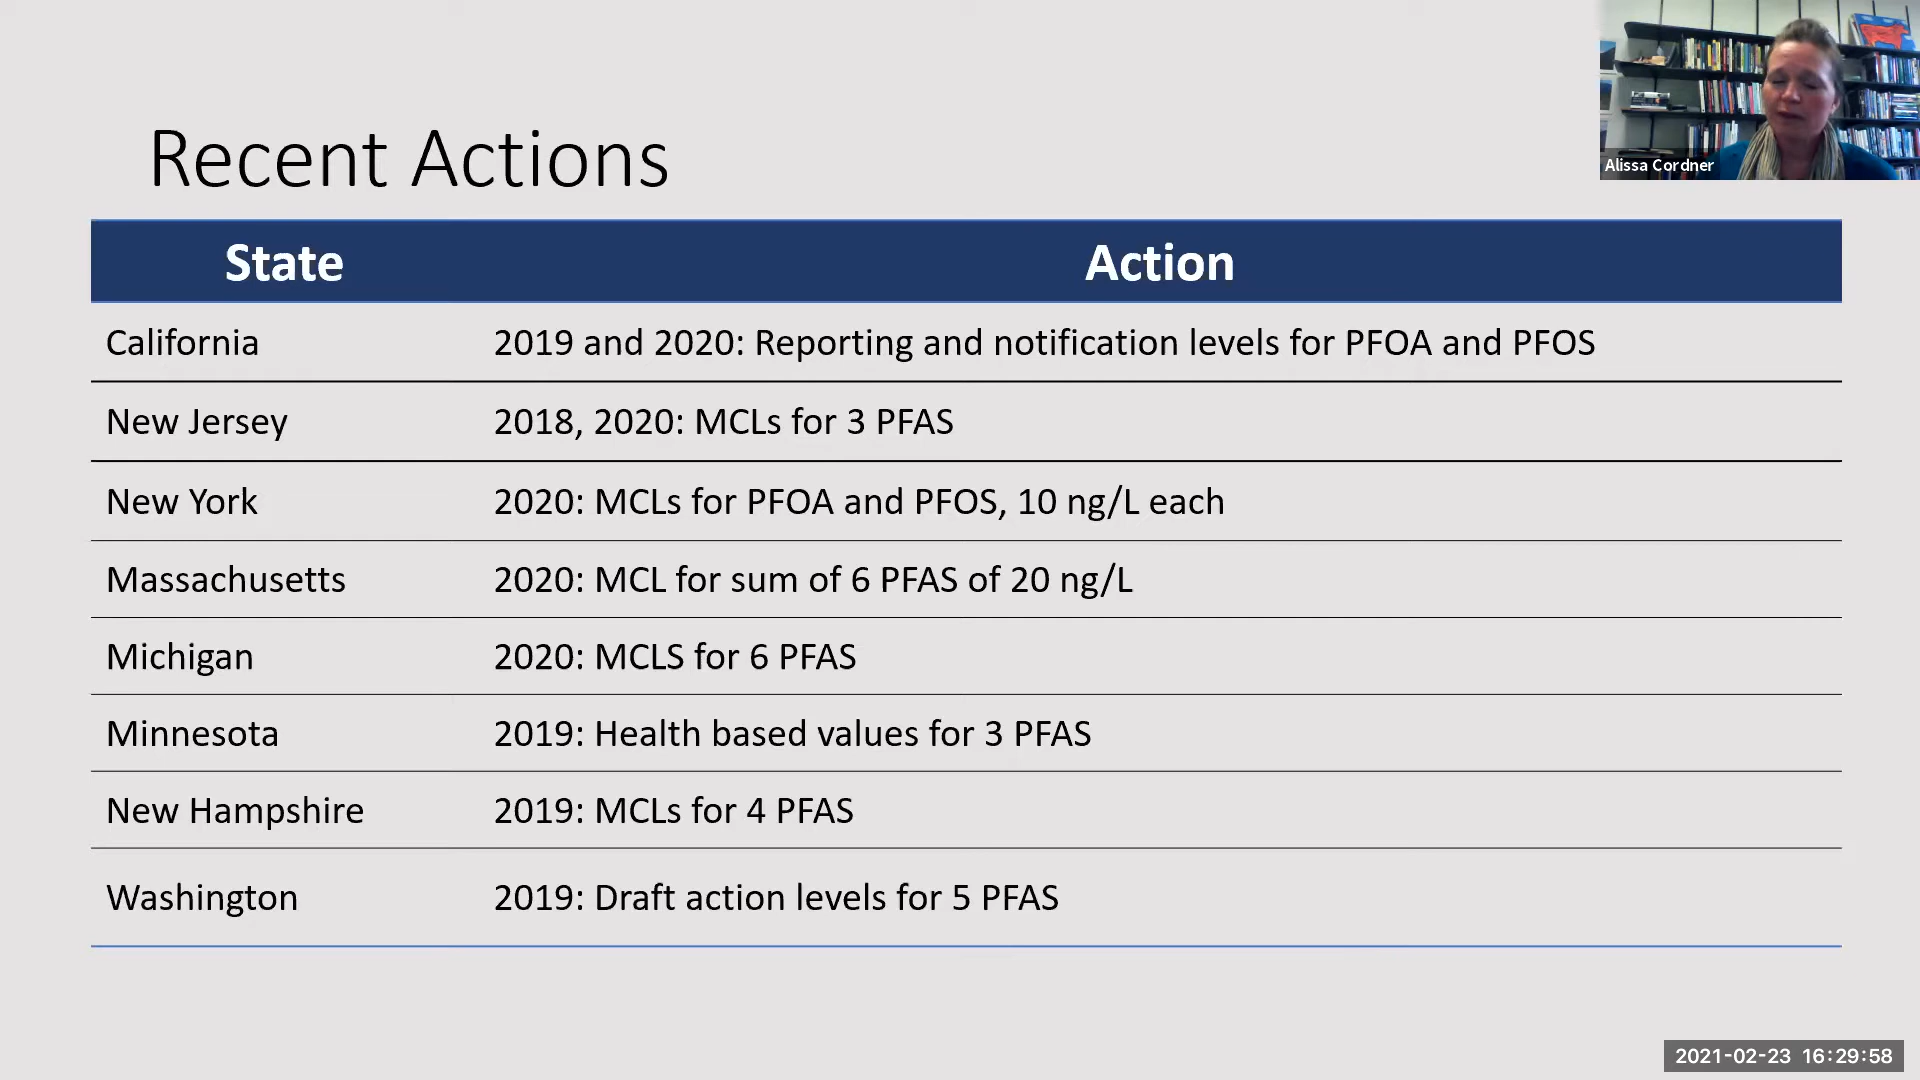 Alissa Cordner
Recent Actions
State Action
California 2019 and 2020: Reporting and notification levels for PFOA and PFOS
New Jersey 2018, 2020: MCLs for 3 PFAS
New York 2020: MCLs for PFOA and PFOS, 10 ng/L each
Massachusetts 2020: MCL for sum of 6 PFAS of 20 ng/L
Michigan 2020: MCLS for 6 PFAS
Minnesota 2019: Health based values for 3 PFAS
New Hampshire 2019: MCLs for 4 PFAS
Washington 2019: Draft action levels for 5 PFAS
2021-02-23 16:29:58